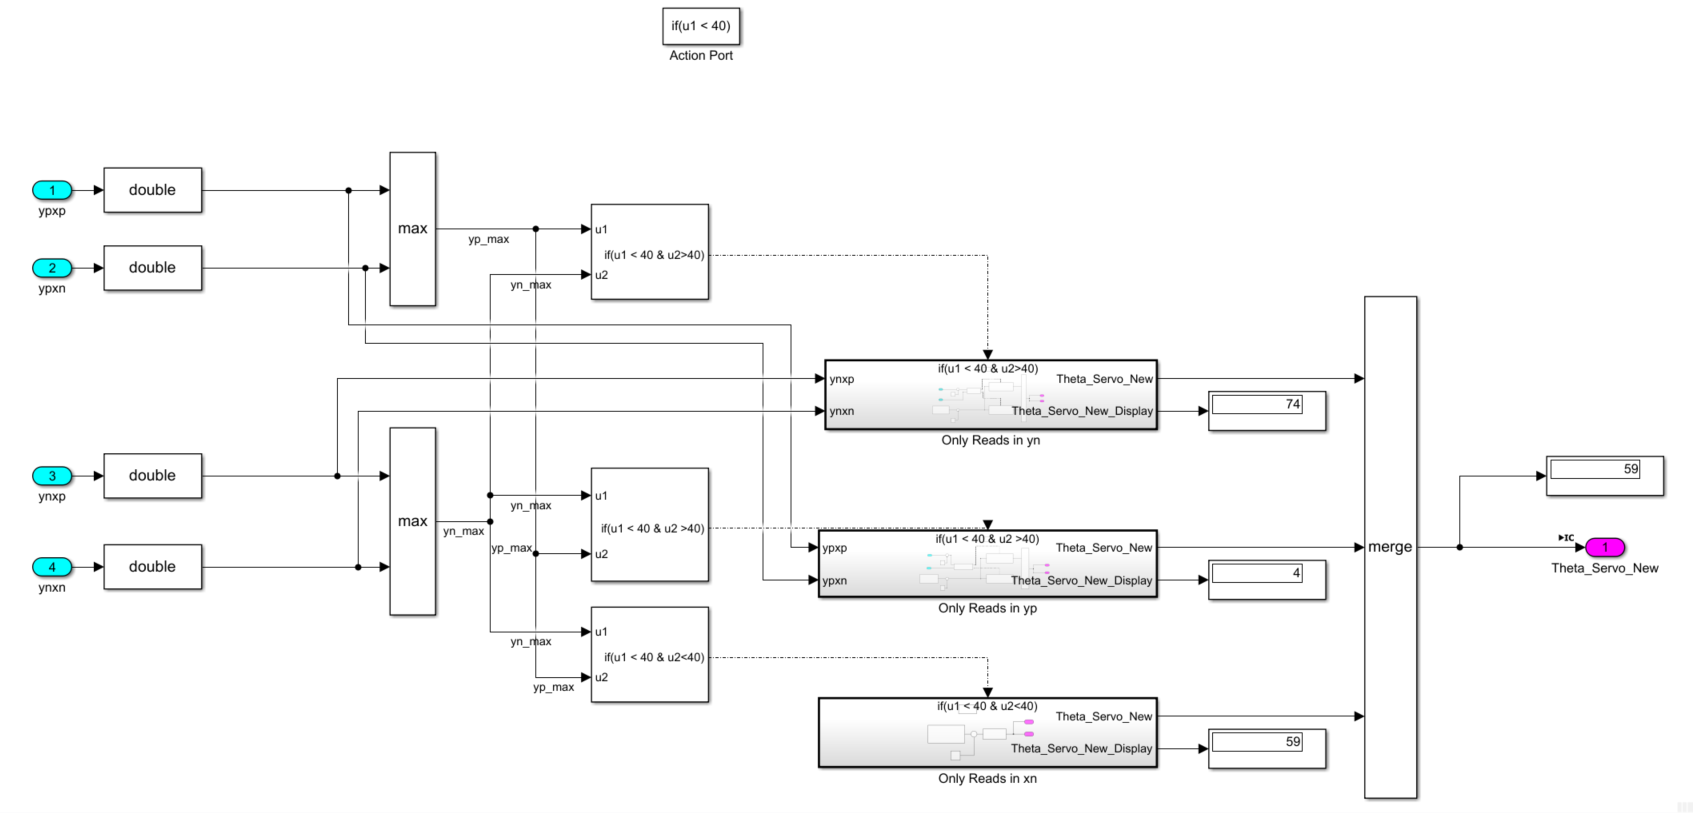 if(u1 < 40)
Action Port
1
double
ypxp
2
double
ypxn
max
yp_max
u1
if(u1 < 40 & u2>40)
u2
yn_max
ynxp
if(u1 < 40 & u2>40)
Theta_Servo_New
ynxn
Theta_Servo_New_Display
74
Only Reads in yn
3
double
ynxp
4
double
ynxn
max
yn_max
u1
yn_max
if(u1 < 40 & u2 >40)
yp_max
u2
ypxp
if(u1 < 40 & u2 >40)
Theta_Servo_New
ypxn
Theta_Servo_New_Display
4
Only Reads in yp
u1
yn_max
if(u1 < 40 & u2<40)
u2
yp_max
if(u1 < 40 & u2<40)
Theta_Servo_New
Theta_Servo_New_Display
59
Only Reads in xn
merge
59
IC
1
Theta_Servo_New